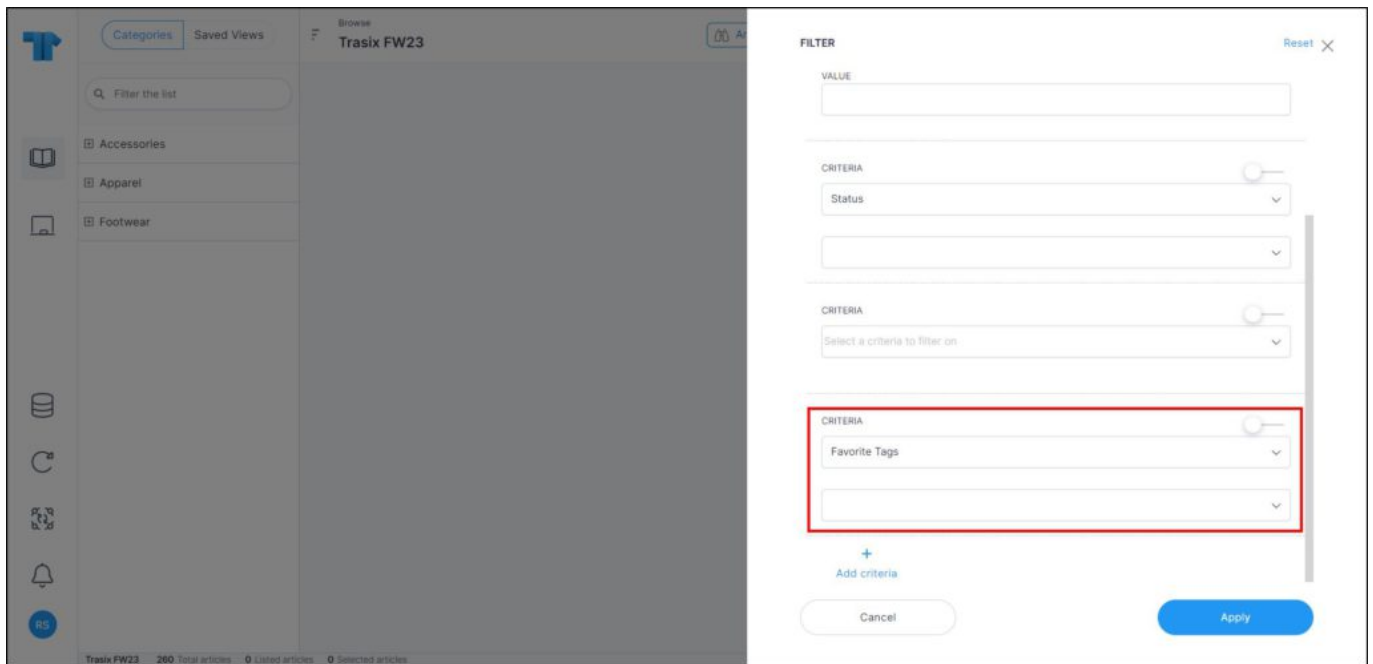 Categories
Saved Views
Browse
Trasix FW23
Filter the list
Accessories
Apparel
Footwear
RS
Trasix FW23 260 Total articles 0 Listed articles 0 Selected articles
FILTER
Reset
VALUE
CRITERIA
Status
CRITERIA
Select a criteria to filter on
CRITERIA
Favorite Tags
+
Add criteria
Cancel
Apply